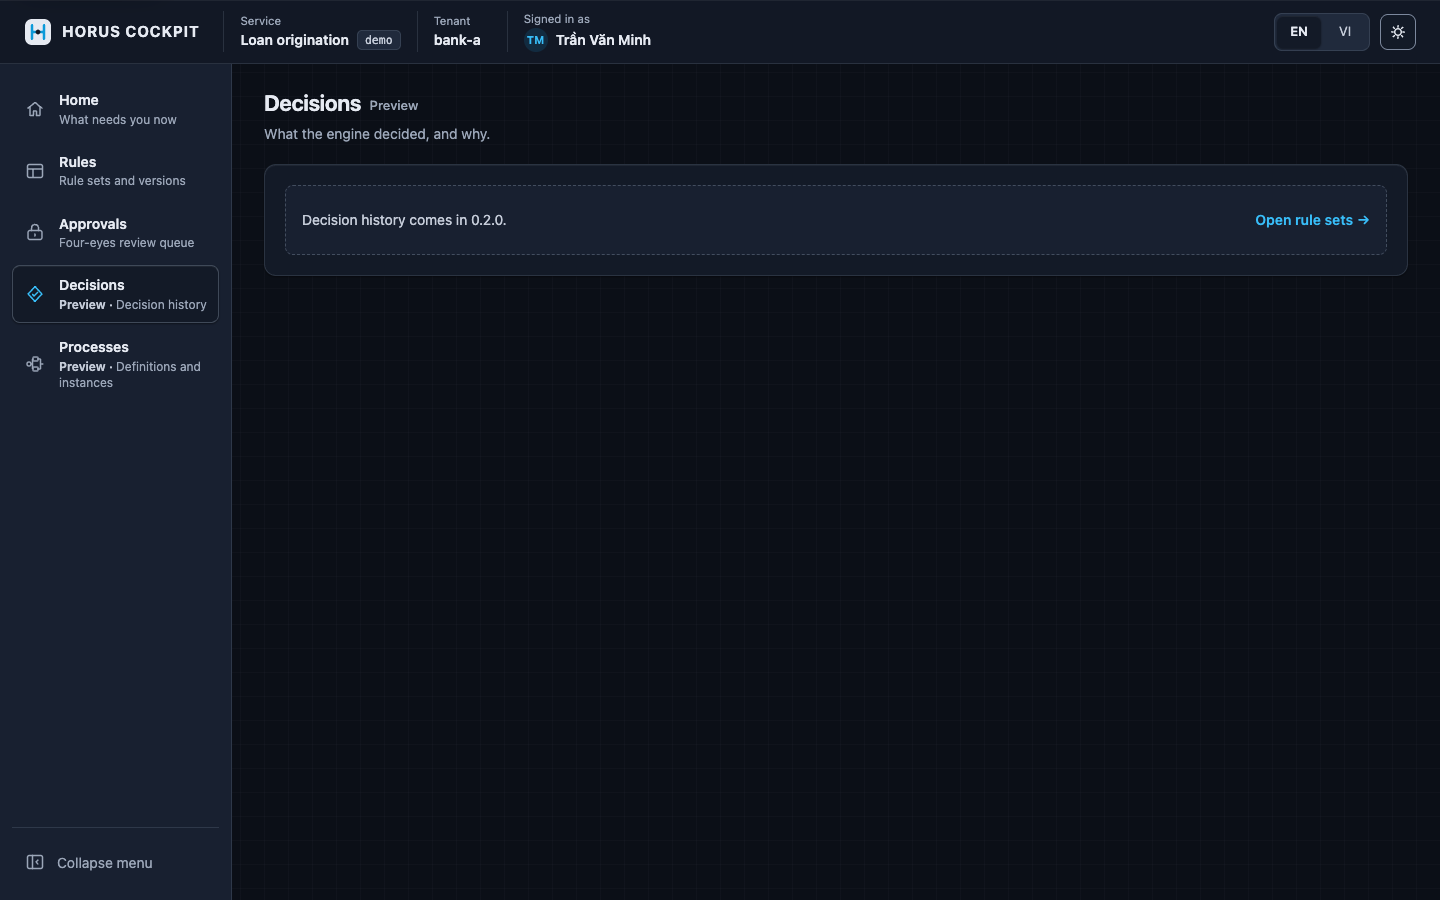 HORUS COCKPIT
Service
Loan origination demo
Tenant
bank-a
Signed in as
TM Trần Văn Minh
EN VI
Home
What needs you now
Rules
Rule sets and versions
Approvals
Four-eyes review queue
Decisions
Preview · Decision history
Processes
Preview · Definitions and
instances
Collapse menu
Decisions Preview
What the engine decided, and why.
Decision history comes in 0.2.0.
Open rule sets →